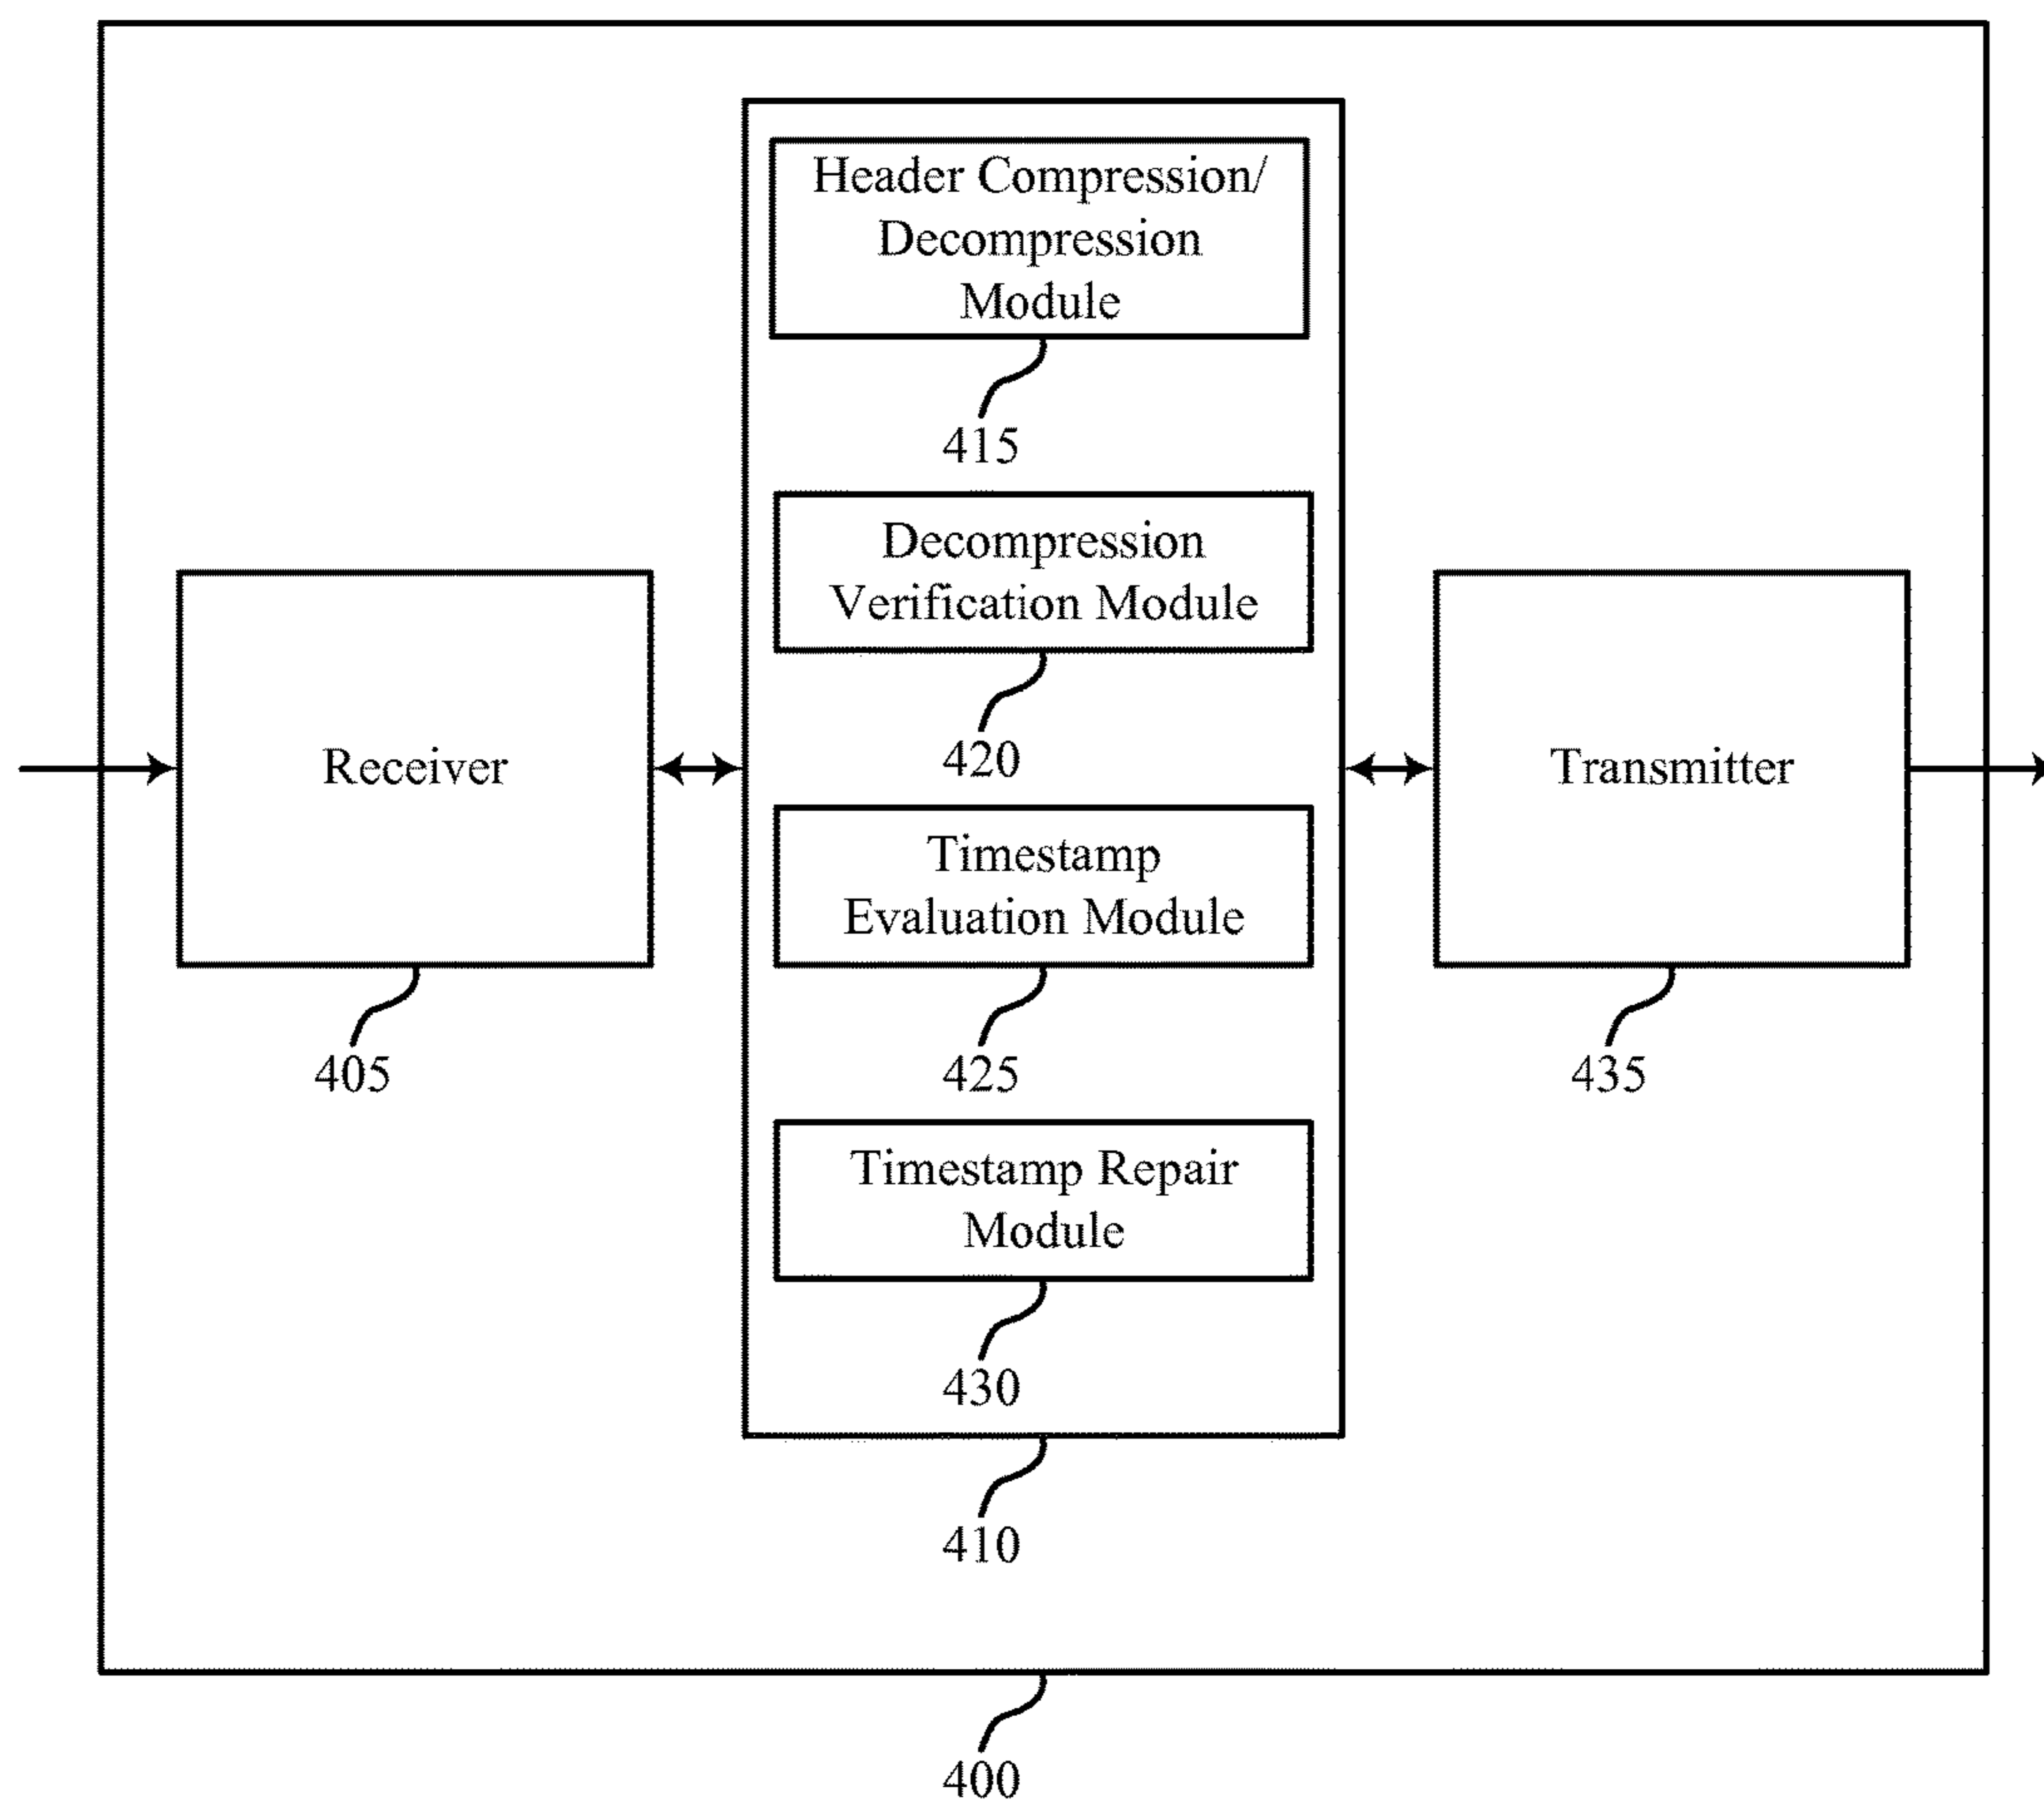 Header Compression/
Decompression
Module
415
Decompression
Verification Module
420
Receiver
405
Timestamp
Evaluation Module
425
Transmitter
435
Timestamp Repair
Module
430
410
400